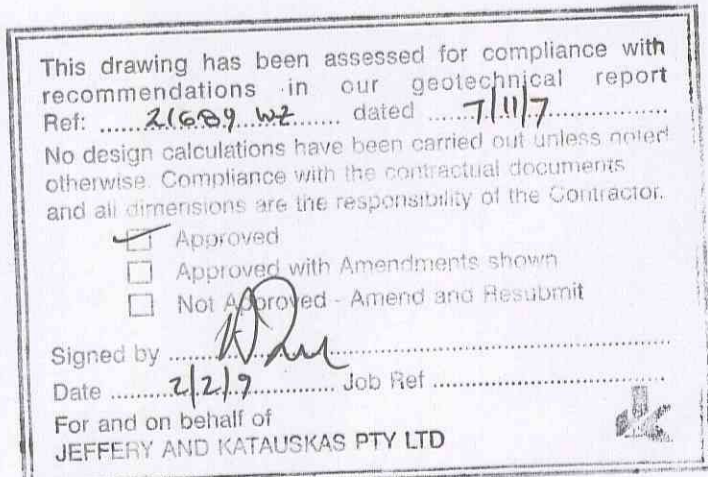 This drawing has been assessed for compliance with
recommendations in our geotechnical report
Ref: ...... 21689 WZ ...... dated ...... 7/11/7 ......
No design calculations have been carried out unless noted
otherwise. Compliance with the contractual documents
and all dimensions are the responsibility of the Contractor.
Approved
Approved with Amendments shown
Not Approved - Amend and Resubmit
Signed by ......
Date ...... 2/2/9 ...... Job Ref ......
For and on behalf of
JEFFERY AND KATAUSKAS PTY LTD